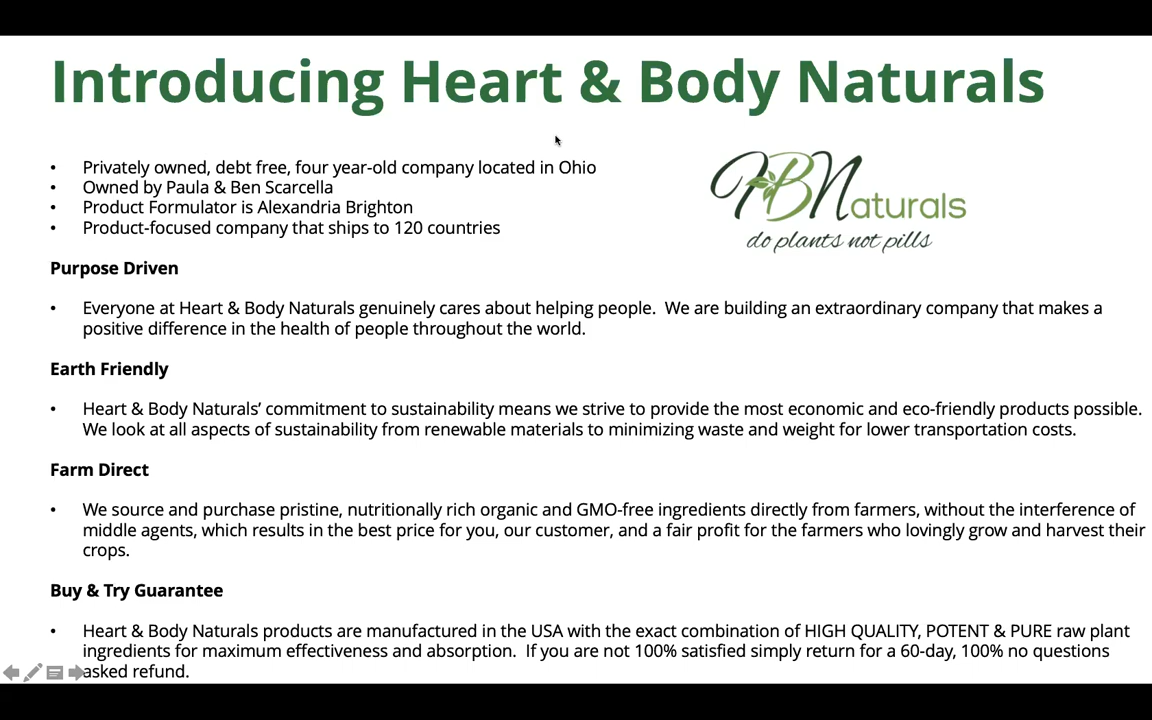 Introducing Heart & Body Naturals
• Privately owned, debt free, four year-old company located in Ohio
• Owned by Paula & Ben Scarcella
• Product Formulator is Alexandria Brighton
• Product-focused company that ships to 120 countries
HBNaturals
do plants not pills
Purpose Driven
• Everyone at Heart & Body Naturals genuinely cares about helping people.  We are building an extraordinary company that makes a
positive difference in the health of people throughout the world.
Earth Friendly
• Heart & Body Naturals’ commitment to sustainability means we strive to provide the most economic and eco-friendly products possible.
We look at all aspects of sustainability from renewable materials to minimizing waste and weight for lower transportation costs.
Farm Direct
• We source and purchase pristine, nutritionally rich organic and GMO-free ingredients directly from farmers, without the interference of
middle agents, which results in the best price for you, our customer, and a fair profit for the farmers who lovingly grow and harvest their
crops.
Buy & Try Guarantee
• Heart & Body Naturals products are manufactured in the USA with the exact combination of HIGH QUALITY, POTENT & PURE raw plant
ingredients for maximum effectiveness and absorption.  If you are not 100% satisfied simply return for a 60-day, 100% no questions
asked refund.